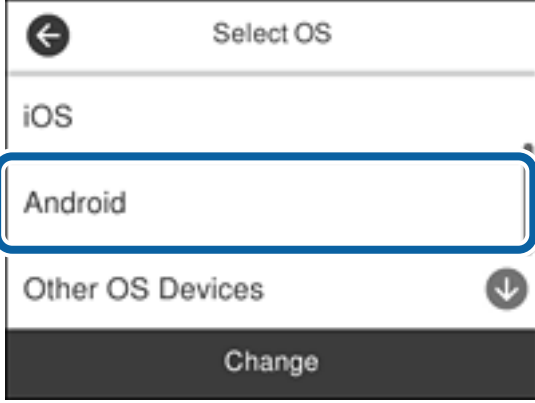 Select OS
iOS
Android
Other OS Devices
Change